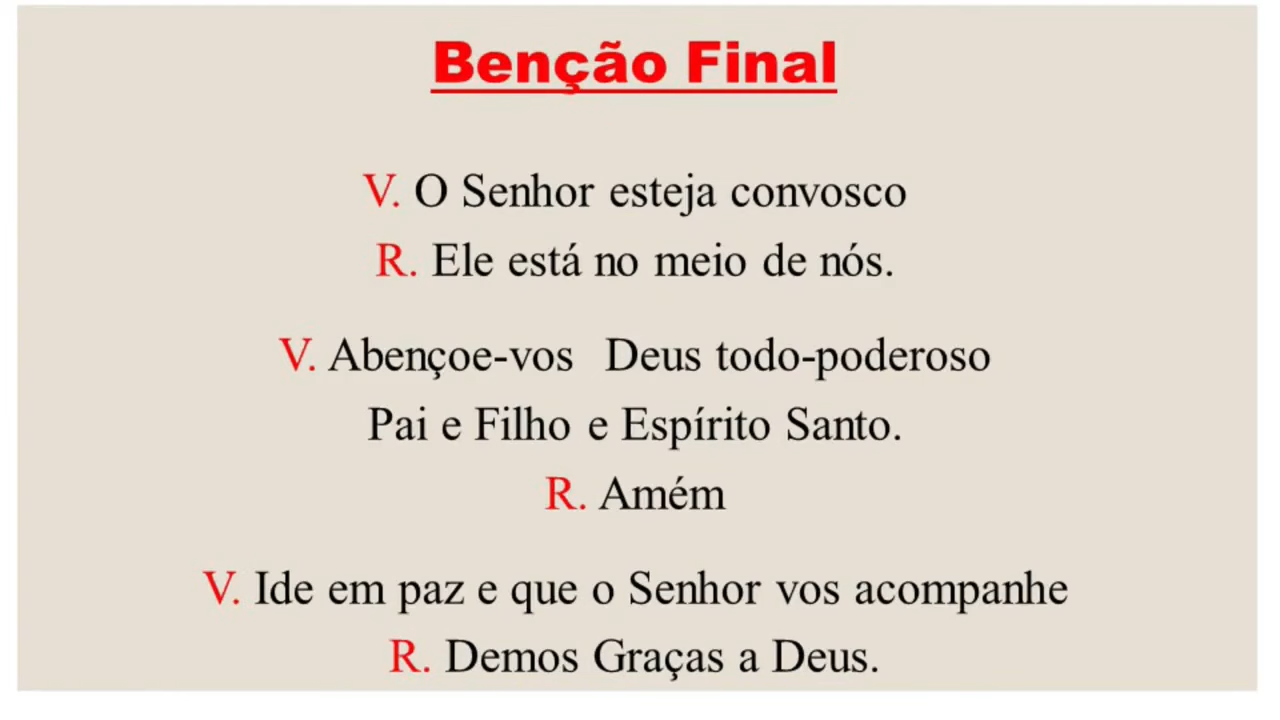 Benção Final
V. O Senhor esteja convosco
R. Ele está no meio de nós.
V. Abençoe-vos Deus todo-poderoso
Pai e Filho e Espírito Santo.
R. Amém
V. Ide em paz e que o Senhor vos acompanhe
R. Demos Graças a Deus.